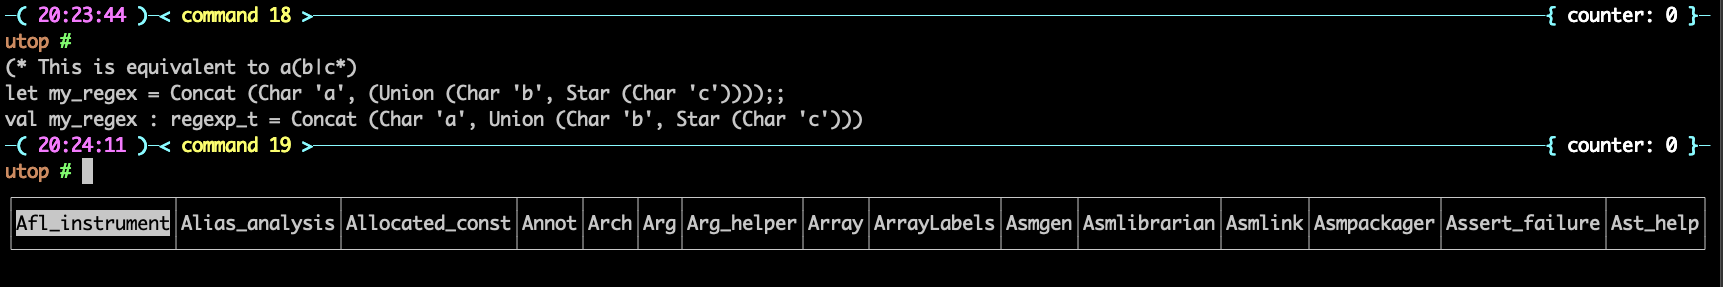 ─( 20:23:44 )─< command 18 >─────────────{ counter: 0 }─
utop #
(* This is equivalent to a(b|c*)
let my_regex = Concat (Char 'a', (Union (Char 'b', Star (Char 'c'))));;
val my_regex : regexp_t = Concat (Char 'a', Union (Char 'b', Star (Char 'c')))
─( 20:24:11 )─< command 19 >─────────────{ counter: 0 }─
utop #
Afl_instrument│Alias_analysis│Allocated_const│Annot│Arch│Arg│Arg_helper│Array│ArrayLabels│Asmgen│Asmlibrarian│Asmlink│Asmpackager│Assert_failure│Ast_help